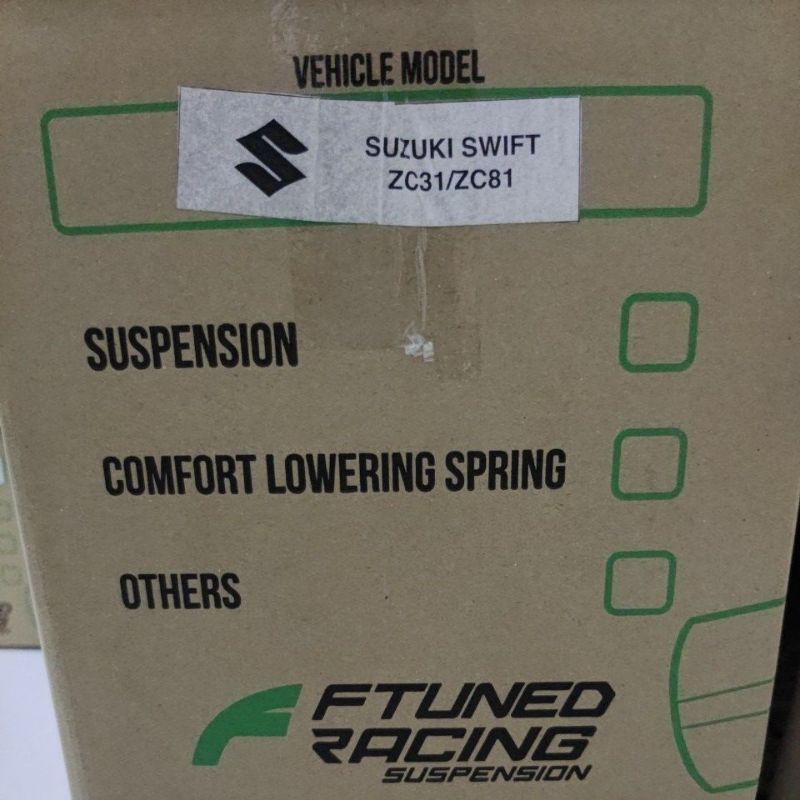 VEHICLE MODEL
SUZUKI SWIFT
ZC31/ZC81
SUSPENSION
COMFORT LOWERING SPRING
OTHERS
FTUNED
RACING
SUSPENSION